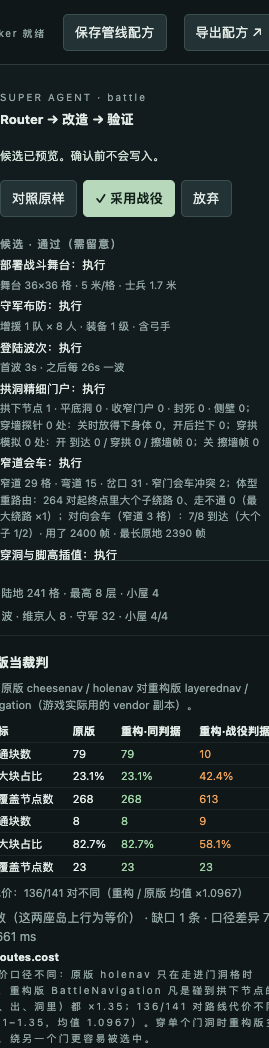 ker 就绪
保存管线配方
导出配方 ↗
SUPER AGENT · battle
Router → 改造 → 验证
候选已预览。确认前不会写入。
对照原样
✓ 采用战役
放弃
候选 · 通过（需留意）
部署战斗舞台：执行
舞台 36×36 格 · 5 米/格 · 士兵 1.7 米
守军布防：执行
增援 1 队 × 8 人 · 装备 1 级 · 含弓手
登陆波次：执行
首波 3s · 之后每 26s 一波
拱洞精细门户：执行
拱下节点 1 · 平底洞 0 · 收窄门户 0 · 封死 0 · 侧壁 0；
穿墙探针 0 处：关时放得下身体 0，开后拦下 0；穿拱
模拟 0 处：开 到达 0 / 穿拱 0 / 擦墙帧 0；关 擦墙帧 0
窄道会车：执行
窄道 29 格 · 弯道 15 · 岔口 31 · 窄门会车冲突 2；体型
重路由：264 对起终点里大个子绕路 0、走不通 0（最
大绕路 ×1）；对向会车（窄道 3 格）：7/8 到达（大个
子 1/2）· 用了 2400 帧 · 最长原地 2390 帧
穿洞与脚高插值：执行
陆地 241 格 · 最高 8 层 · 小屋 4
波 · 维京人 8 · 守军 32 · 小屋 4/4
版当裁判
原版 cheesenav / holenav 对重构版 layerednav /
gation（游戏实际用的 vendor 副本）。
标 原版 重构·同判据 重构·战役判据
通块数 79 79 10
大块占比 23.1% 23.1% 42.4%
覆盖节点数 268 268 613
通块数 8 8 9
大块占比 82.7% 82.7% 58.1%
覆盖节点数 23 23 23
代价：136/141 对不同（重构 / 原版 均值 ×1.0967）
数（这两座岛上行为等价） · 缺口 1 条 · 口径差异 7
661 ms
routes.cost
价口径不同：原版 holenav 只在走进门洞格时
，重构版 BattleNavigation 凡是碰到拱下节点的
、出、洞里）都 ×1.35；136/141 对路线代价不同
1–1.35，均值 1.0967）。穿单个门洞时重构版
，绕另一个门更容易被选中。